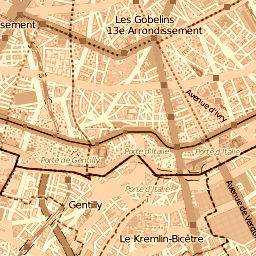 Les Gobelins
ssement
13e Arrondissement
Avenue d'Ivry
Porte d'Italie
Porte d'Italie
Porte de Gentilly
Porte d'Italie
Gentilly
Avenue de Verdun
Le Kremlin-Bicêtre